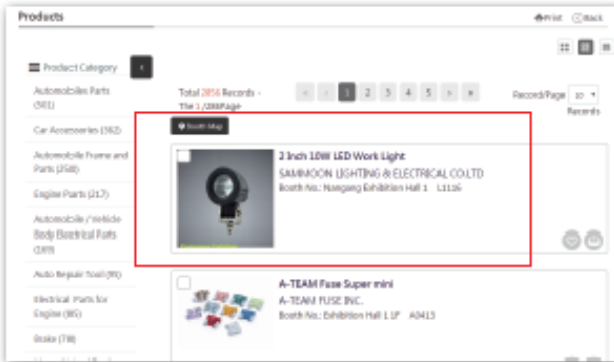 Products
Print Back
Product Category
Automobiles Parts
(501)
Car Accessories (362)
Automobile Frame and
Parts (250)
Engine Parts (217)
Automobile / Vehicle
Body Electrical Parts
Auto Repair Tool (95)
Electrical Parts for
Engine (85)
Brake (78)
Total 2856 Records -
The 1 /286Page
1 2 3 4 5
Record/Page 10
Records
Booth Map
2 Inch 10W LED Work Light
SAMMOON LIGHTING & ELECTRICAL CO.LTD
Booth No.: Nangang Exhibition Hall 1 L1116
A-TEAM Fuse Super mini
A-TEAM FUSE INC.
Booth No.: Exhibition Hall 1 1F A0413